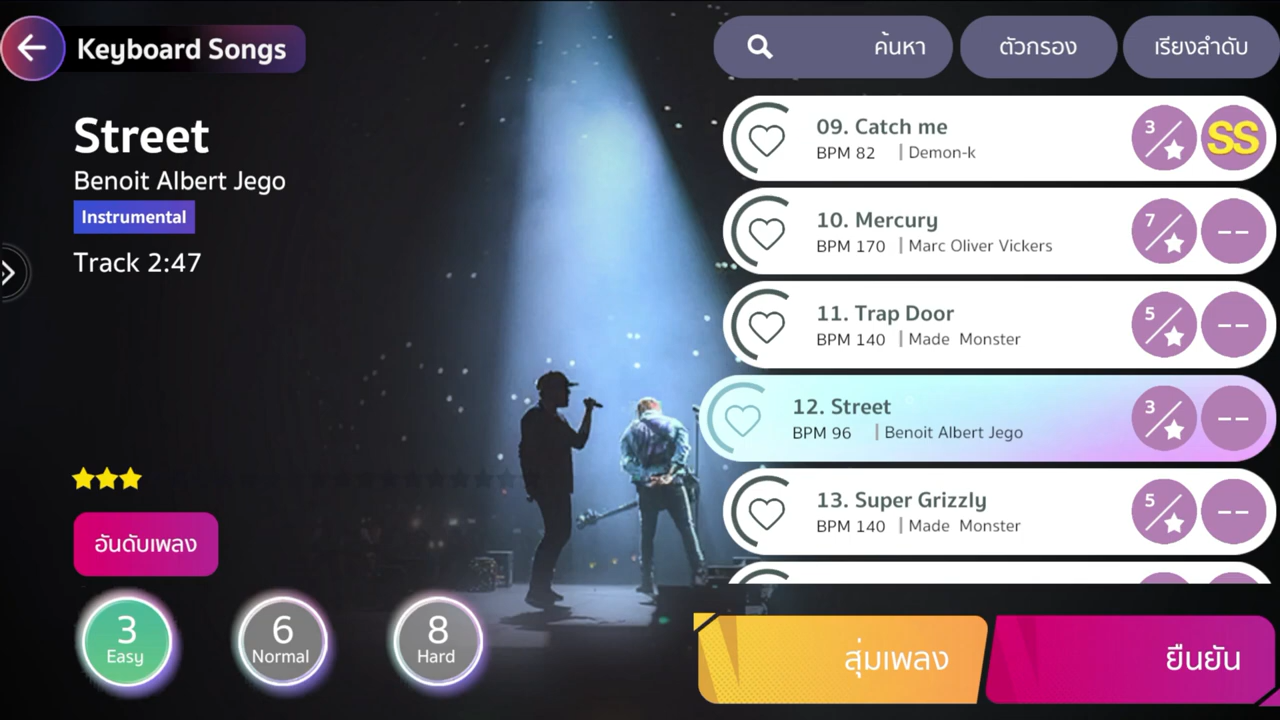 Keyboard Songs
ค้นหา
ตัวกรอง
เรียงลำดับ
Street
Benoit Albert Jego
Instrumental
Track 2:47
09. Catch me
BPM 82 | Demon-k
3
SS
10. Mercury
BPM 170 | Marc Oliver Vickers
7
--
11. Trap Door
BPM 140 | Made Monster
5
--
12. Street
BPM 96 | Benoit Albert Jego
3
--
13. Super Grizzly
BPM 140 | Made Monster
5
--
อันดับเพลง
3
Easy
6
Normal
8
Hard
สุ่มเพลง
ยืนยัน